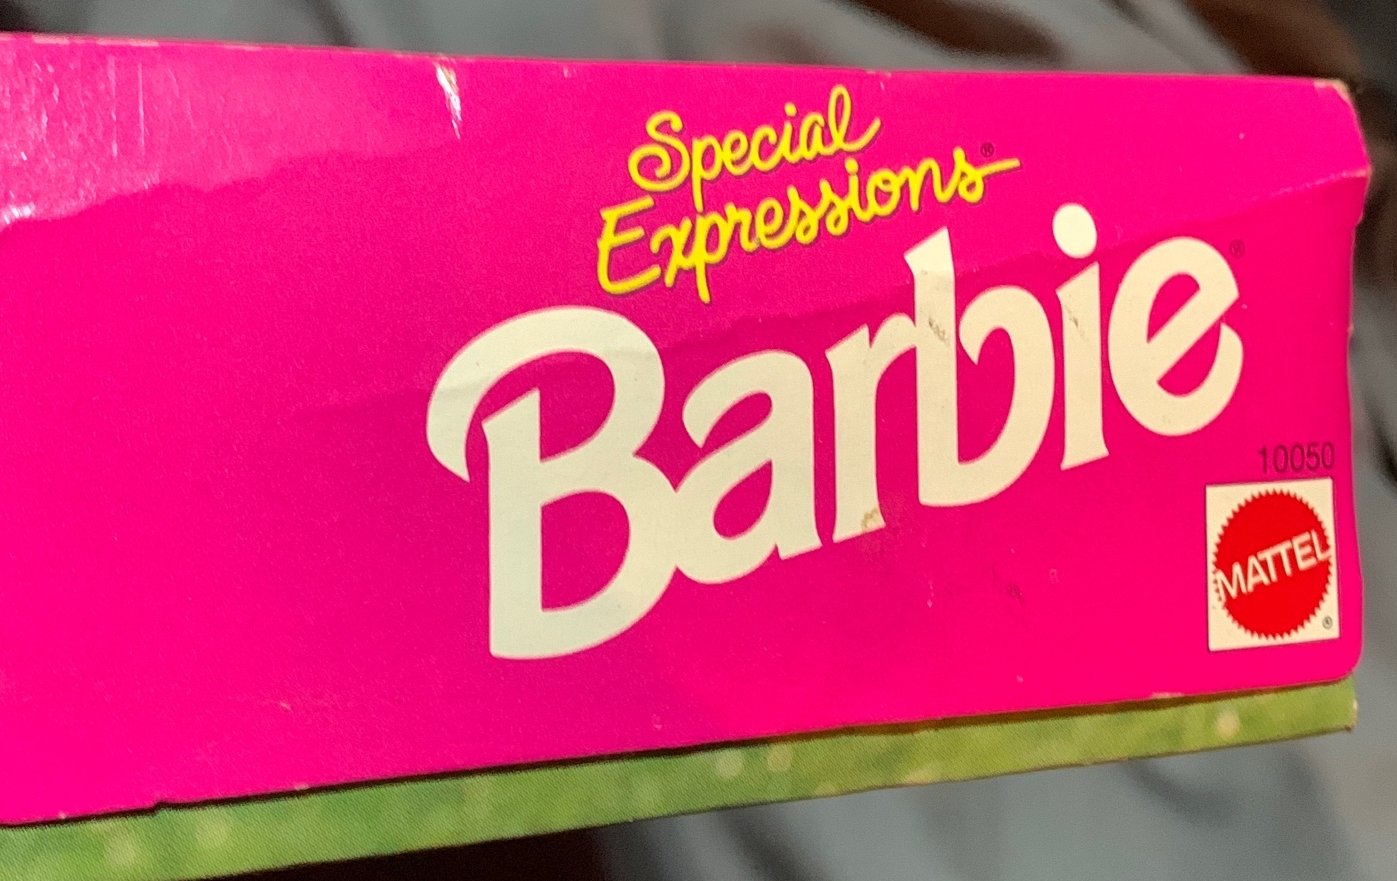 Special
Expressions®
Barbie®
10050
MATTEL
®